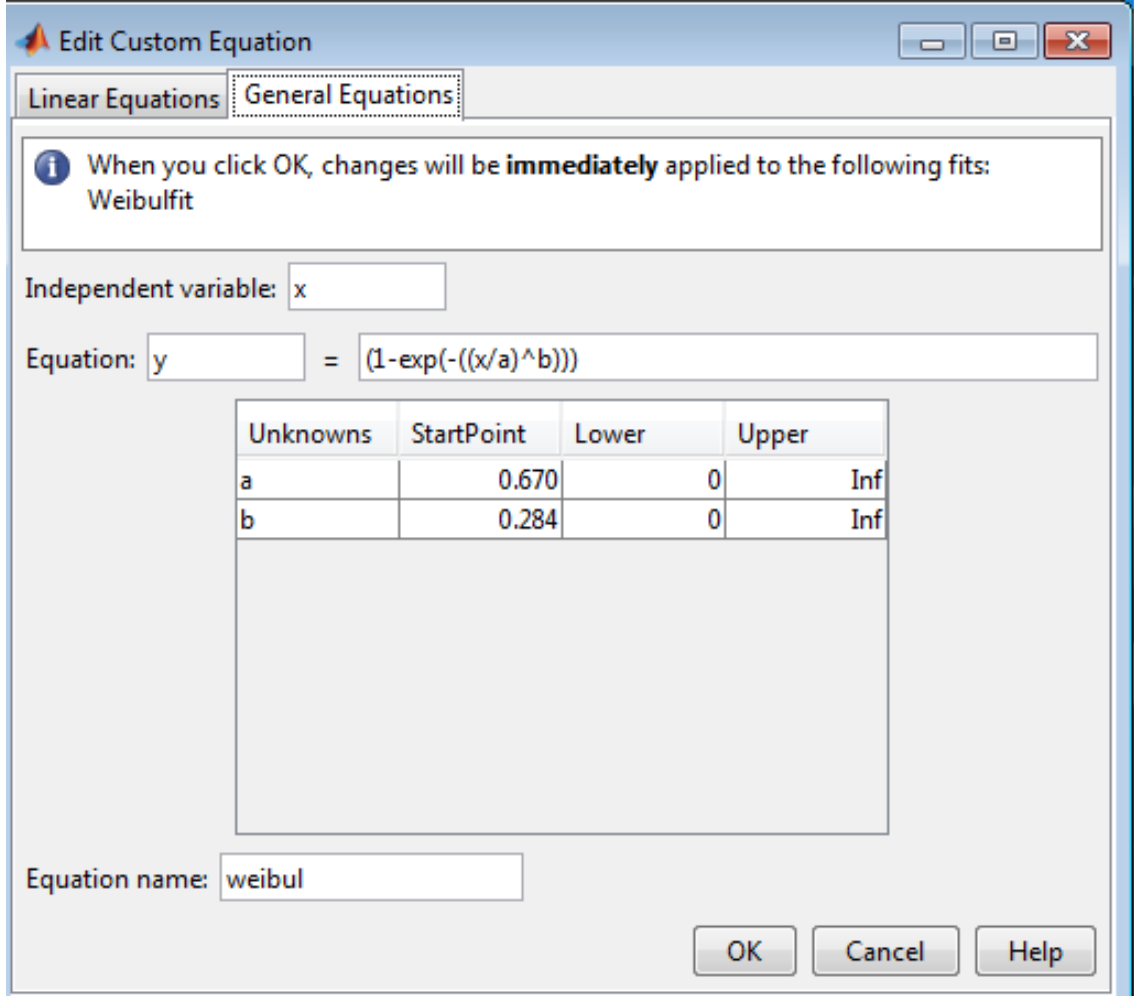 Edit Custom Equation
Linear Equations General Equations
When you click OK, changes will be immediately applied to the following fits:
Weibulfit
Independent variable: x
Equation: y = (1-exp(-((x/a)^b)))
Unknowns StartPoint Lower Upper
a 0.670 0 Inf
b 0.284 0 Inf
Equation name: weibul
OK Cancel Help